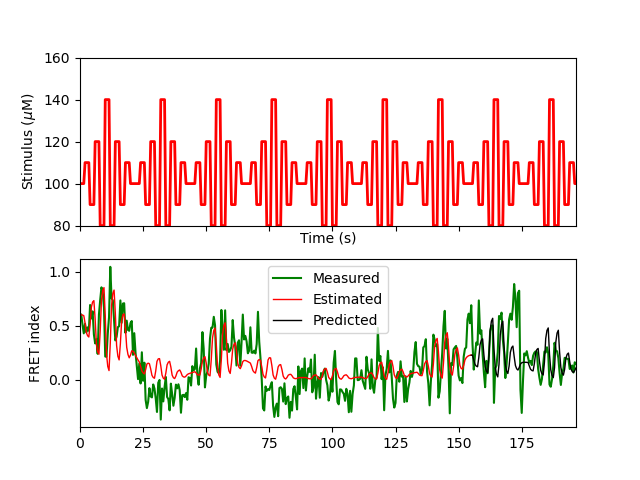 160
140
120
100
80
Stimulus (μM)
Time (s)
1.0
0.5
0.0
FRET index
Measured
Estimated
Predicted
0 25 50 75 100 125 150 175